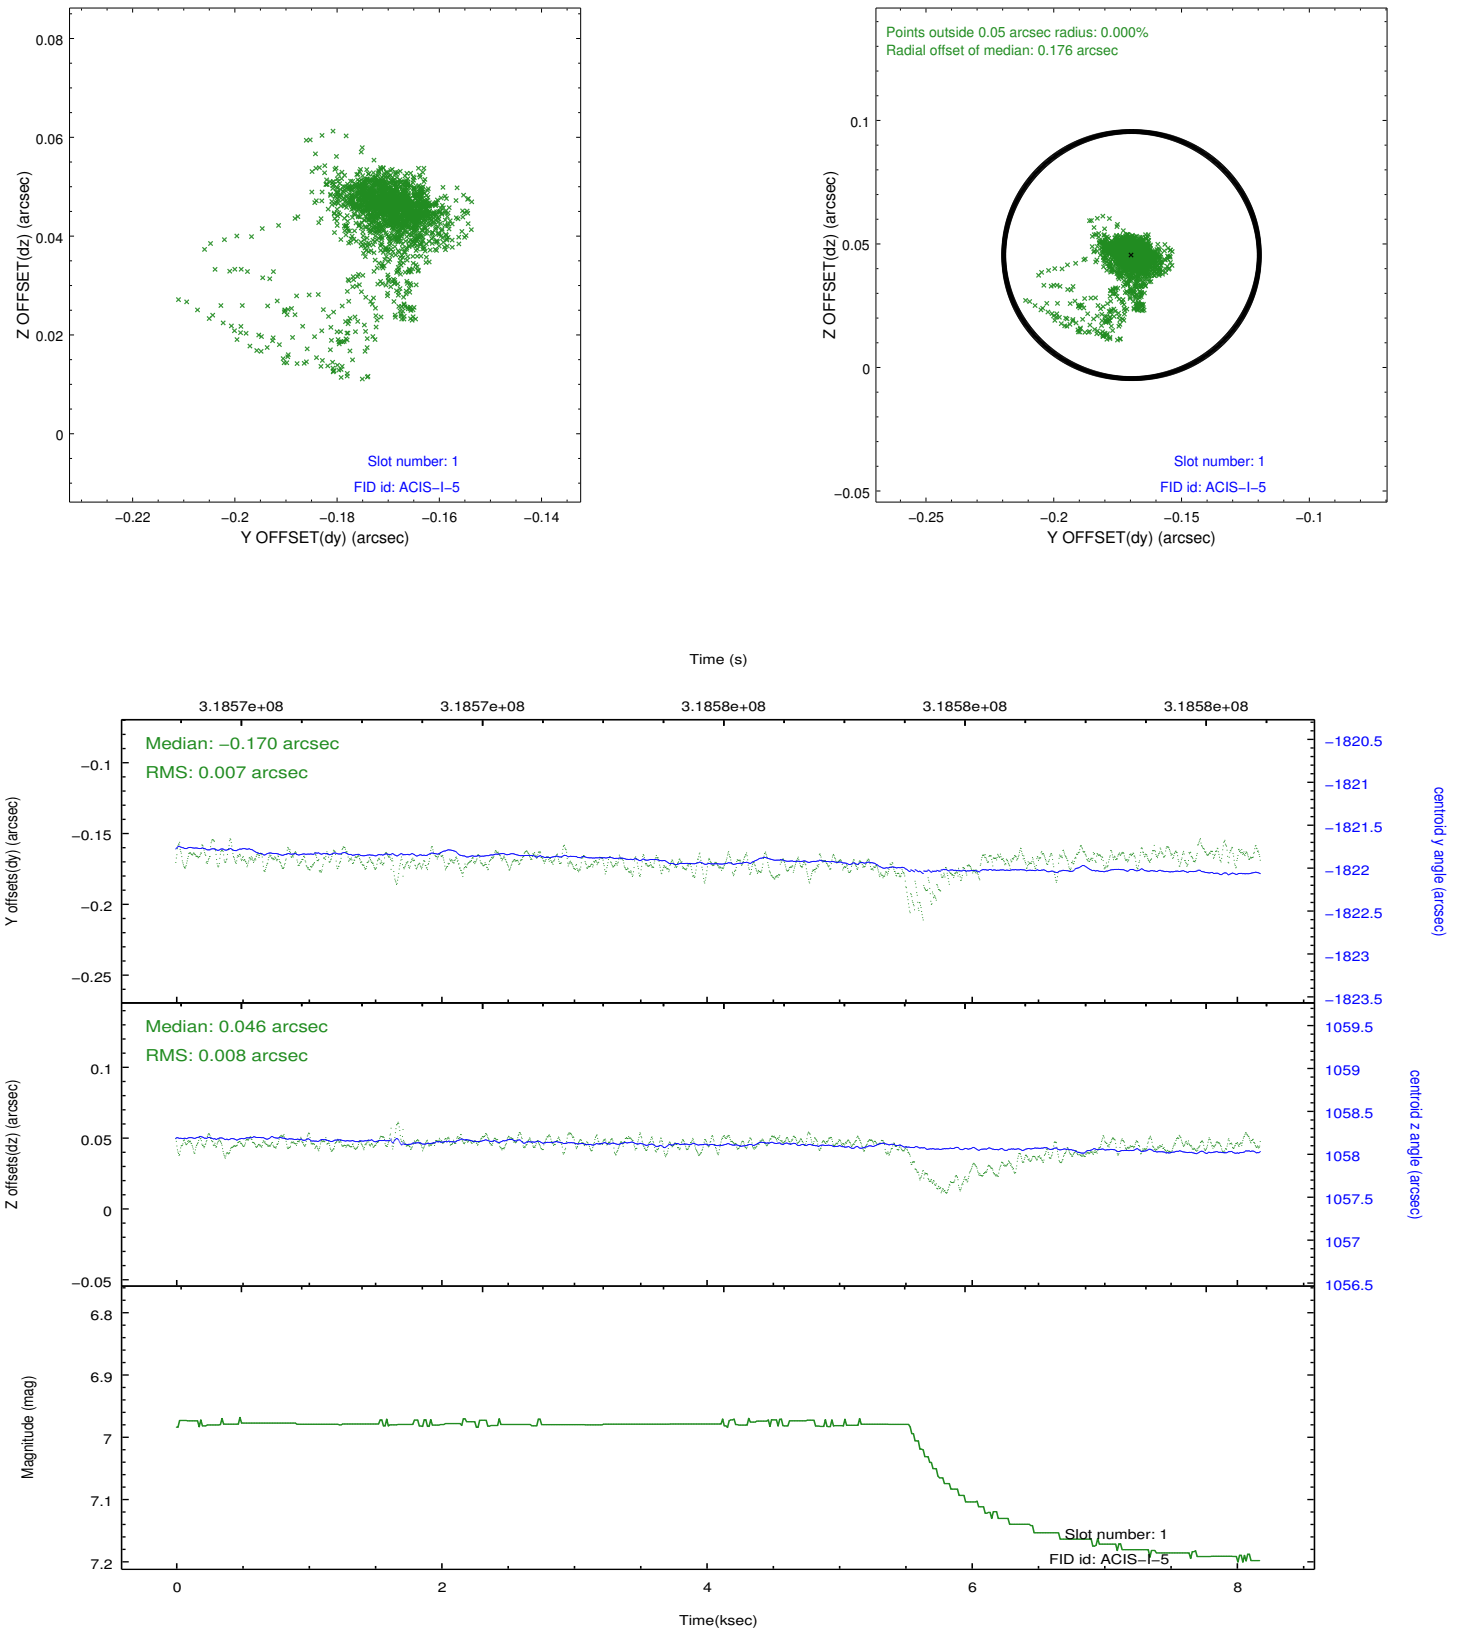 0.08
0.06
0.04
0.02
0
Z OFFSET(dz) (arcsec)
Slot number: 1
FID id: ACIS−I−5
−0.22
−0.2
−0.18
−0.16
−0.14
Y OFFSET(dy) (arcsec)
Points outside 0.05 arcsec radius: 0.000%
Radial offset of median: 0.176 arcsec
0.1
0.05
0
−0.05
Z OFFSET(dz) (arcsec)
Slot number: 1
FID id: ACIS−I−5
−0.25
−0.2
−0.15
−0.1
Y OFFSET(dy) (arcsec)
Time (s)
3.1857e+08
3.1857e+08
3.1858e+08
3.1858e+08
3.1858e+08
Median: −0.170 arcsec
RMS: 0.007 arcsec
−0.1
−0.15
−0.2
−0.25
Y offsets(dy) (arcsec)
−1820.5
−1821
−1821.5
−1822
−1822.5
−1823
−1823.5
centroid y angle (arcsec)
Median: 0.046 arcsec
RMS: 0.008 arcsec
0.1
0.05
0
−0.05
Z offsets(dz) (arcsec)
1059.5
1059
1058.5
1058
1057.5
1057
1056.5
centroid z angle (arcsec)
6.8
6.9
7
7.1
7.2
Magnitude (mag)
Slot number: 1
FID id: ACIS−I−5
0
2
4
6
8
Time(ksec)